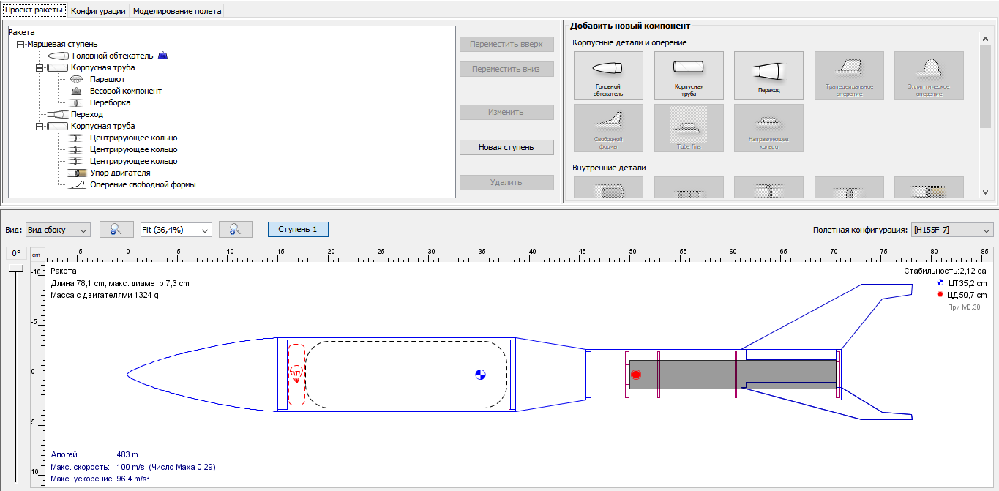 Проект ракеты Конфигурации Моделирование полета
Ракета
Маршевая ступень
Головной обтекатель
Корпусная труба
Парашют
Весовой компонент
Переборка
Переход
Корпусная труба
Центрирующее кольцо
Центрирующее кольцо
Центрирующее кольцо
Упор двигателя
Оперение свободной формы
Переместить вверх
Переместить вниз
Изменить
Новая ступень
Удалить
Добавить новый компонент
Корпусные детали и оперение
Головной
обтекатель
Корпусная
труба
Переход
Трапецеидальное
оперение
Эллиптическое
оперение
Свободной
формы
Tube fins
Направляющее
кольцо
Внутренние детали
Вид: Вид сбоку Fit (36,4%) Ступень 1 Полетная конфигурация: [H155F-7]
0° cm -5 0 5 10 15 20 25 30 35 40 45 50 55 60 65 70 75 80 85
-10
-5
0
5
10
Ракета
Длина 78,1 cm, макс. диаметр 7,3 cm
Масса с двигателями 1324 g
Стабильность:2,12 cal
ЦТ:35,2 cm
ЦД:50,7 cm
При M0,30
Апогей: 483 m
Макс. скорость: 100 m/s (Число Маха 0,29)
Макс. ускорение: 96,4 m/s²